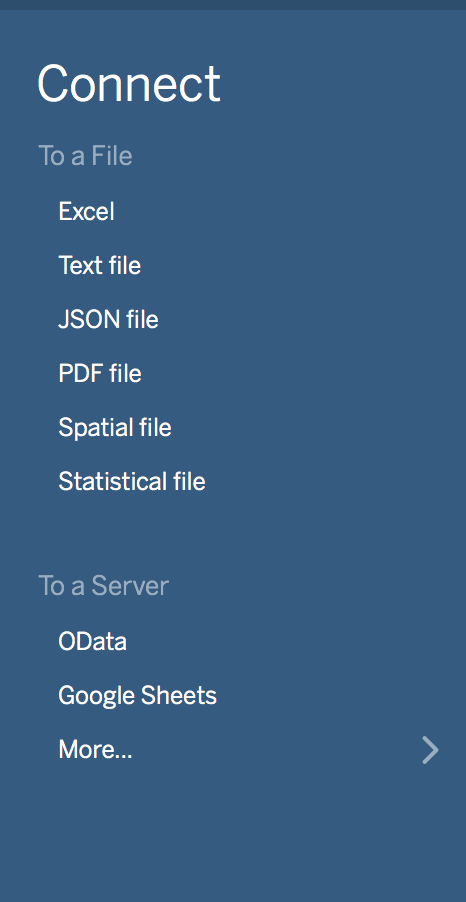 Connect
To a File
Excel
Text file
JSON file
PDF file
Spatial file
Statistical file
To a Server
OData
Google Sheets
More...